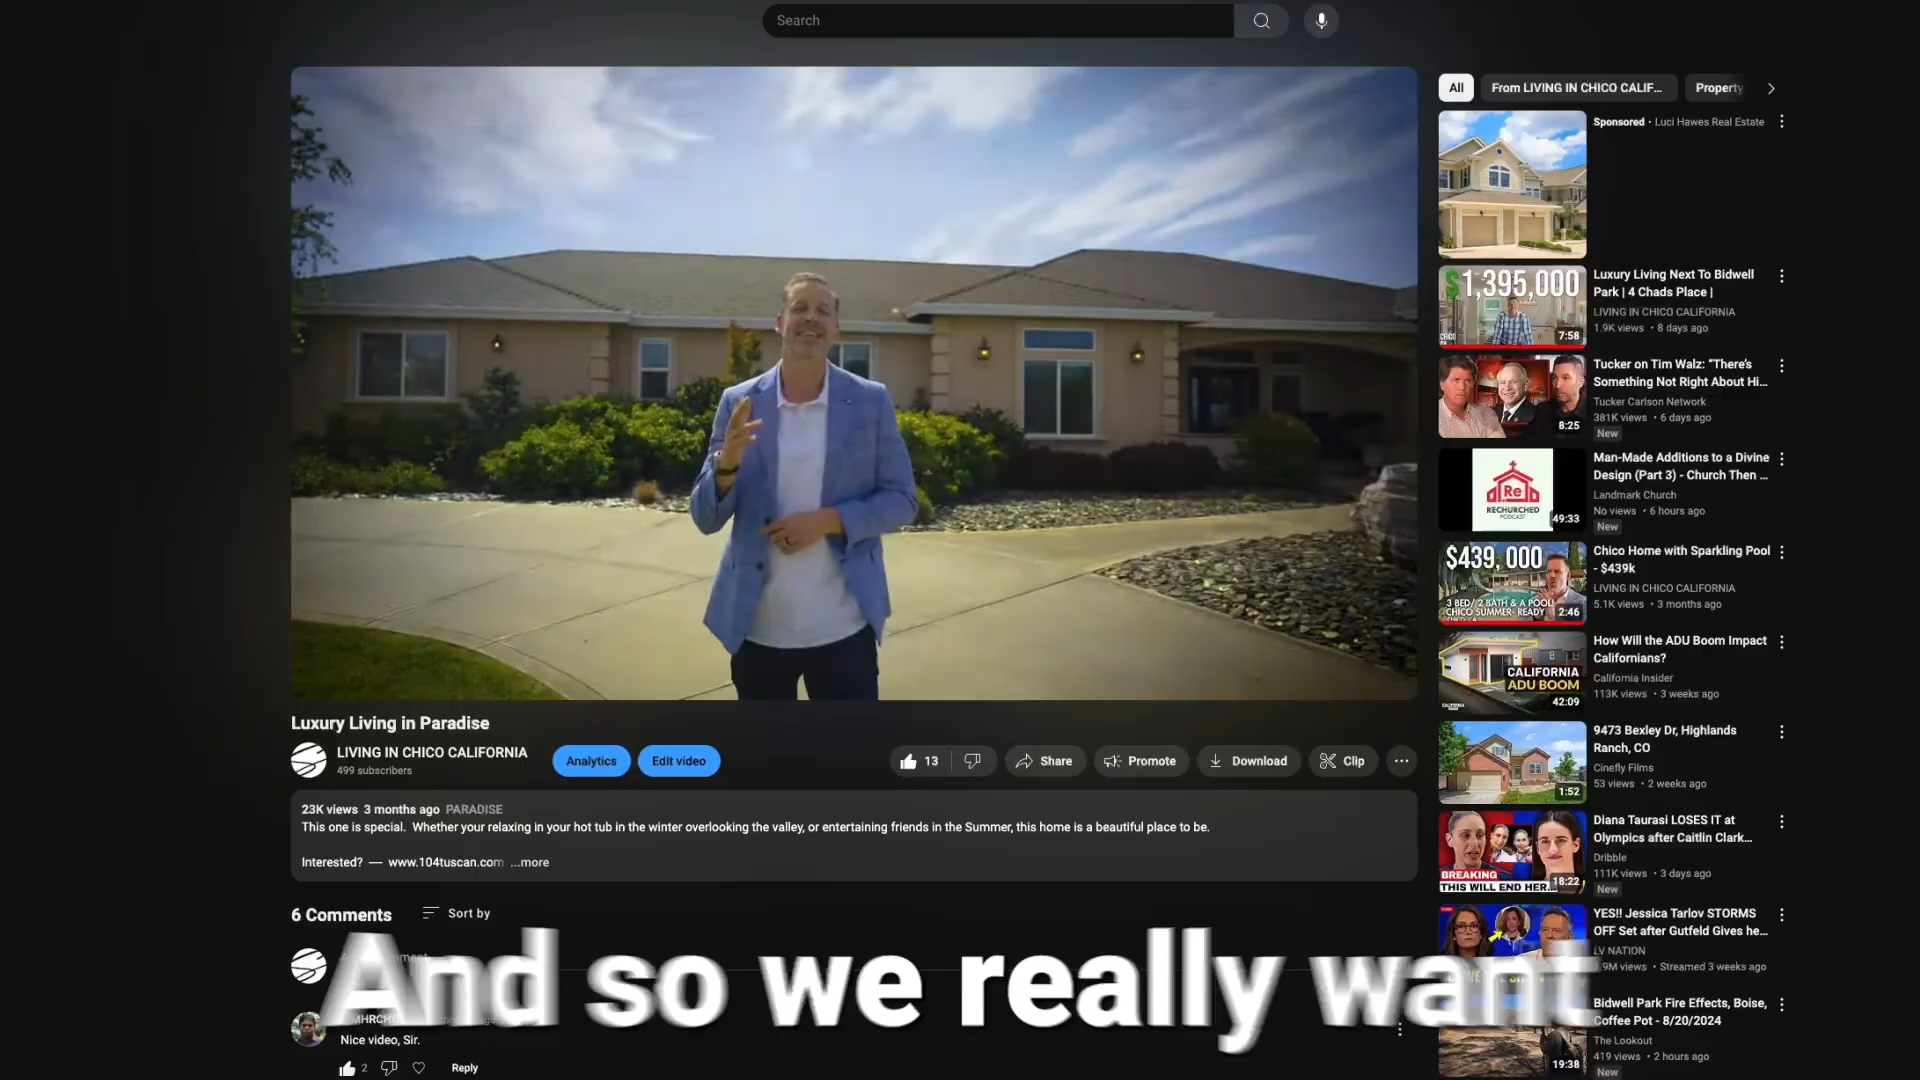 Search
All
From LIVING IN CHICO CALIF...
Property
Sponsored · Luci Hawes Real Estate
$1,395,000
7:58
Luxury Living Next To Bidwell
Park | 4 Chads Place |
LIVING IN CHICO CALIFORNIA
1.9K views • 8 days ago
8:25
Tucker on Tim Walz: "There's
Something Not Right About Hi...
Tucker Carlson Network
381K views • 6 days ago
New
Re
RECHURCHED
PODCAST
49:33
Man-Made Additions to a Divine
Design (Part 3) - Church Then ...
Landmark Church
No views • 6 hours ago
New
$439, 000
3 BED/ 2 BATH & A POOL!
CHICO SUMMER- READY
CHICO, CA
2:46
Chico Home with Sparkling Pool
- $439k
LIVING IN CHICO CALIFORNIA
5.1K views • 3 months ago
CALIFORNIA
ADU BOOM
42:09
How Will the ADU Boom Impact
Californians?
California Insider
113K views • 3 weeks ago
1:52
9473 Bexley Dr, Highlands
Ranch, CO
Cinefly Films
53 views • 2 weeks ago
BREAKING
THIS WILL END HER...
18:22
Diana Taurasi LOSES IT at
Olympics after Caitlin Clark...
Dribble
111K views • 3 days ago
New
YES!! Jessica Tarlov STORMS
OFF Set after Gutfeld Gives he...
LV NATION
.9M views • Streamed 3 weeks ago
19:38
Bidwell Park Fire Effects, Boise,
Coffee Pot - 8/20/2024
The Lookout
419 views • 2 hours ago
New
Luxury Living in Paradise
LIVING IN CHICO CALIFORNIA
499 subscribers
Analytics
Edit video
13
Share
Promote
Download
Clip
23K views 3 months ago PARADISE
This one is special. Whether your relaxing in your hot tub in the winter overlooking the valley, or entertaining friends in the Summer, this home is a beautiful place to be.
Interested? — www.104tuscan.com ...more
6 Comments
Sort by
And so we really want
Nice video, Sir.
2
Reply